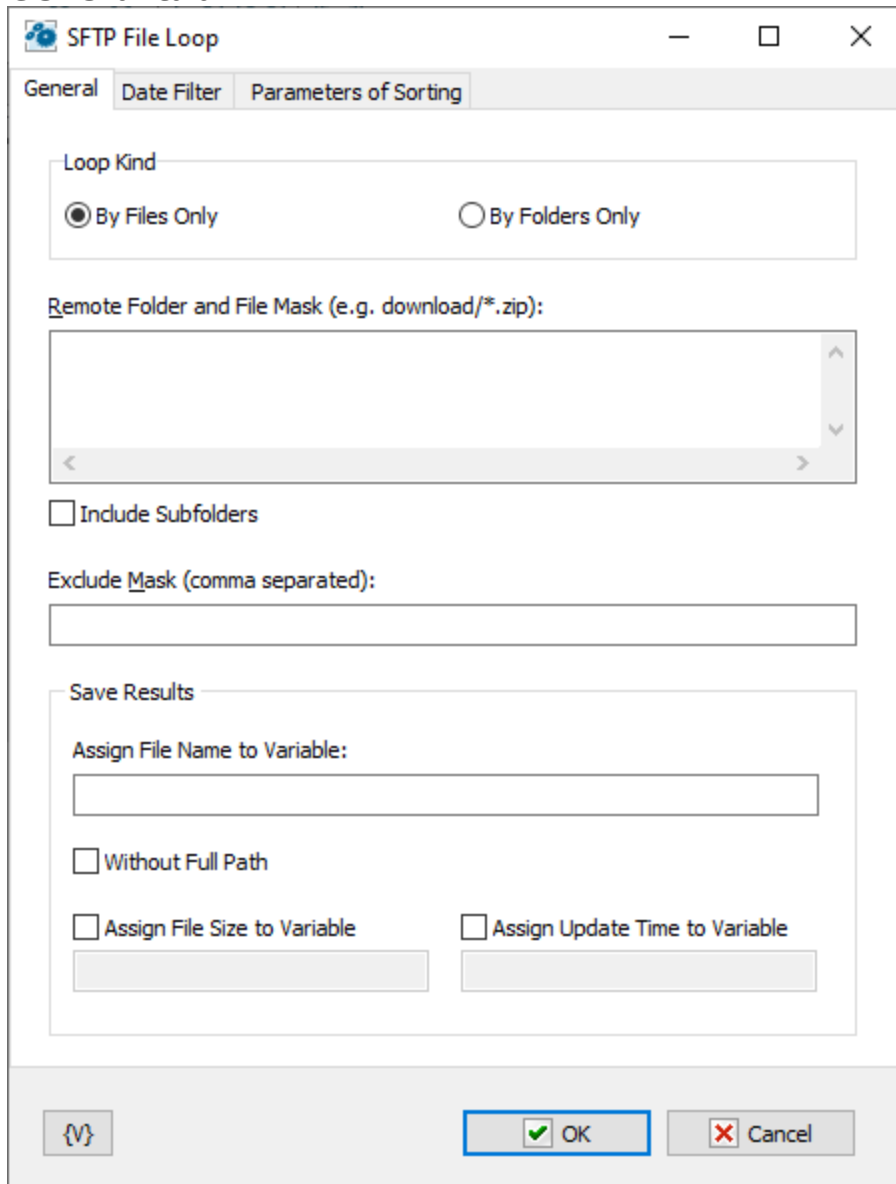 SFTP File Loop
General Date Filter Parameters of Sorting
Loop Kind
By Files Only By Folders Only
Remote Folder and File Mask (e.g. download/*.zip):
Include Subfolders
Exclude Mask (comma separated):
Save Results
Assign File Name to Variable:
Without Full Path
Assign File Size to Variable Assign Update Time to Variable
{V} OK Cancel